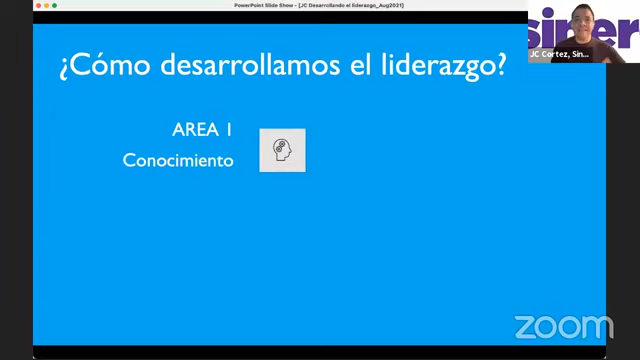 PowerPoint Slide Show - [JC Desarrollando el liderazgo_Aug2021]
¿Cómo desarrollamos el liderazgo?
JC Cortez, Sin...
AREA 1
Conocimiento
zoom